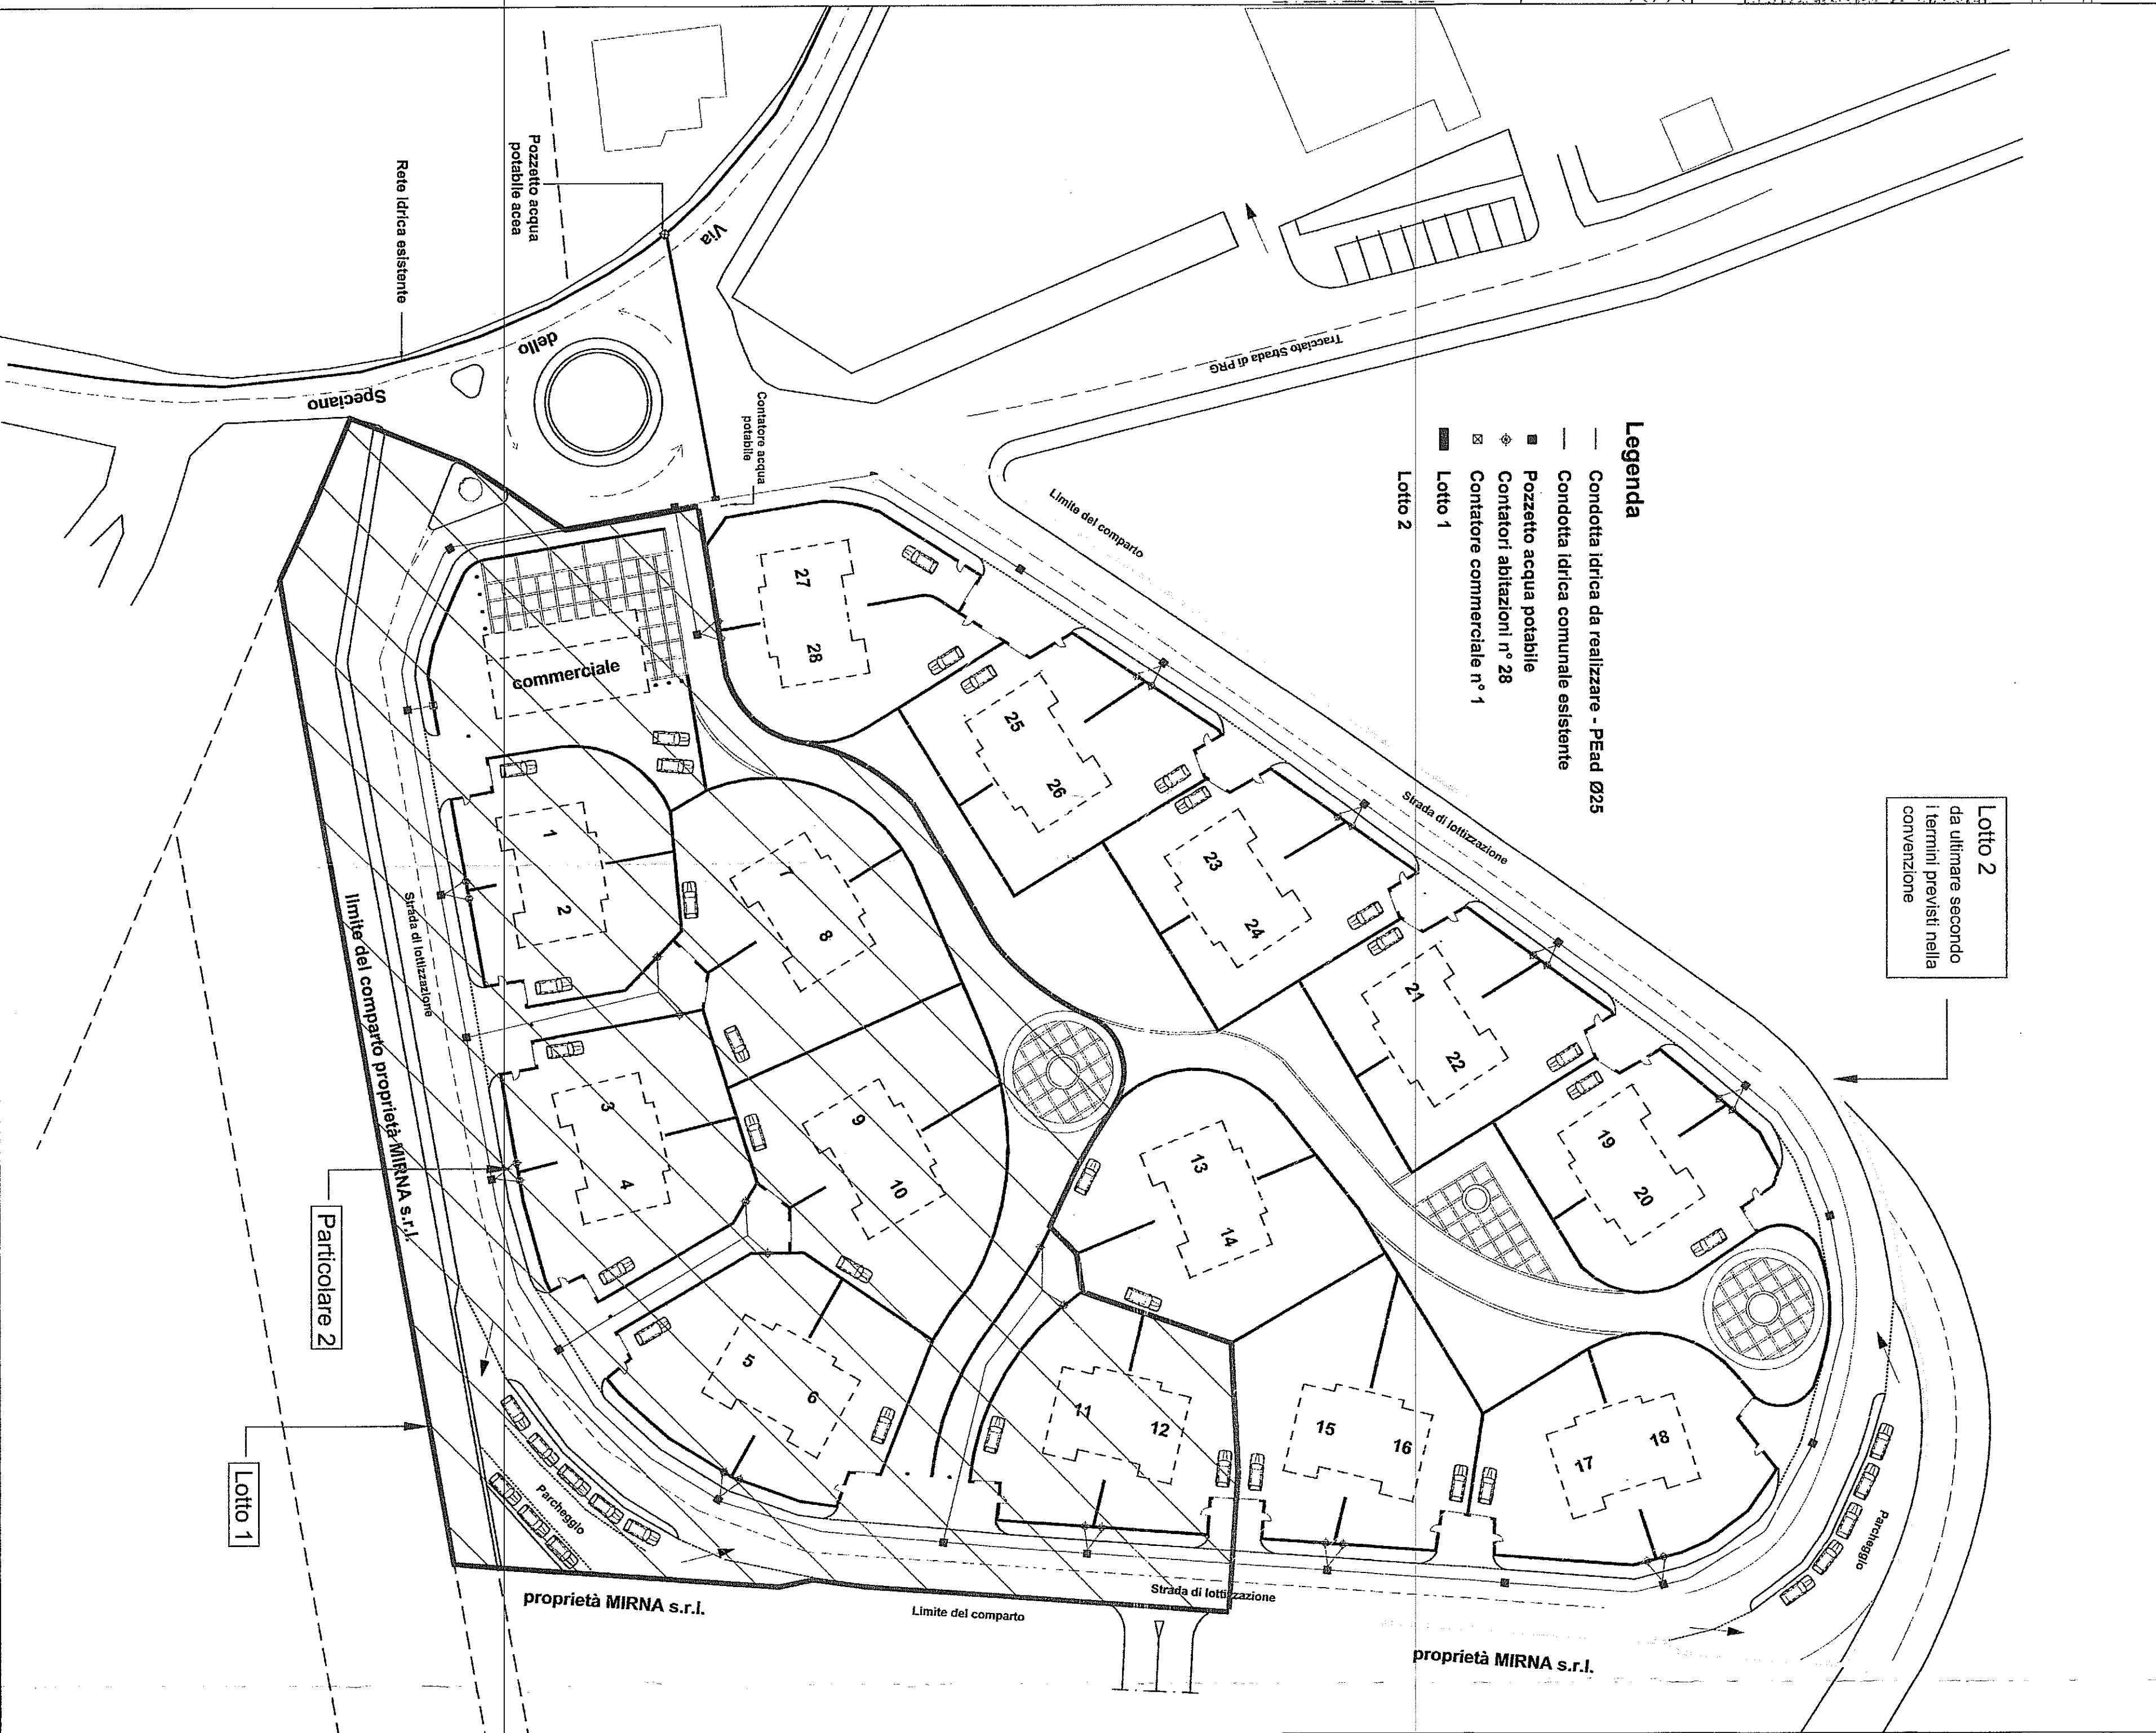 Legenda
Condotta idrica da realizzare - PEad Ø25
Condotta idrica comunale esistente
Pozzetto acqua potabile
Contatori abitazioni n° 28
Contatore commerciale n° 1
Lotto 1
Lotto 2
Lotto 2
da ultimare secondo
i termini previsti nella
convenzione
Pozzetto acqua
potabile acea
Rete Idrica esistente
Via
dello
Speciano
Contatore acqua
potabile
Tracciato Strada di PRG
Limite del comparto
Strada di lottizzazione
27
28
commerciale
25
26
23
24
21
22
19
20
1
2
7
8
3
4
9
10
13
14
5
6
11
12
15
16
17
18
Strada di lottizzazione
limite del comparto proprietà MIRNA s.r.l.
Particolare 2
Lotto 1
Parcheggio
Parcheggio
proprietà MIRNA s.r.l.
Limite del comparto
Strada di lottizzazione
proprietà MIRNA s.r.l.